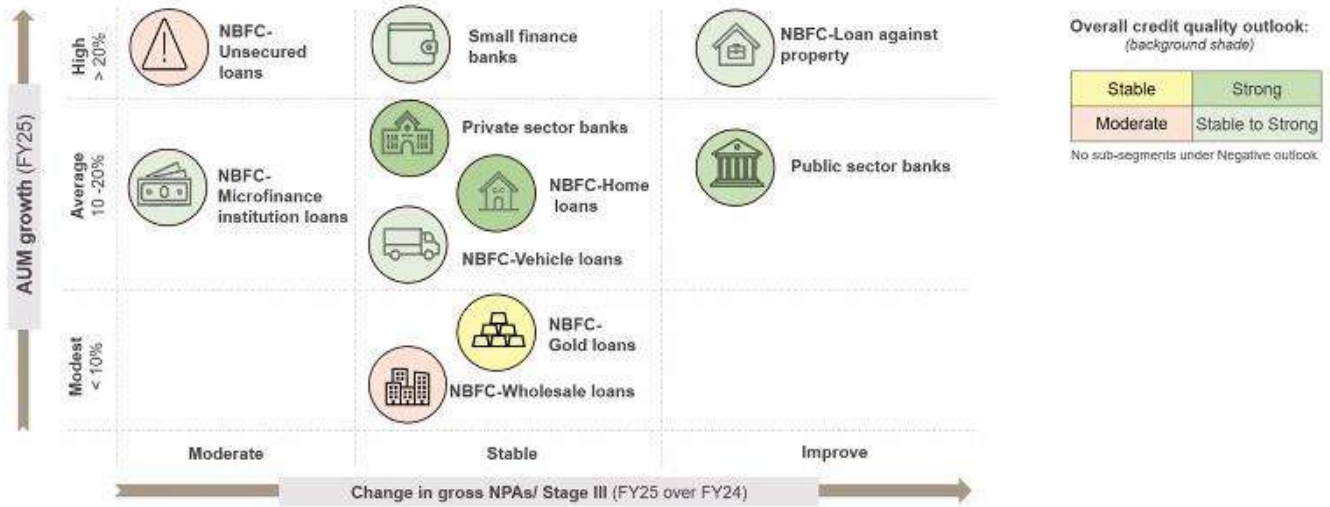 AUM growth (FY25)
High
> 20%
Average
10 -20%
Modest
< 10%
NBFC-
Unsecured
loans
Small finance
banks
NBFC-Loan against
property
Private sector banks
NBFC-
Microfinance
institution loans
NBFC-Home
loans
Public sector banks
NBFC-Vehicle loans
NBFC-
Gold loans
NBFC-Wholesale loans
Moderate
Stable
Improve
Change in gross NPAs/ Stage III (FY25 over FY24)
Overall credit quality outlook:
(background shade)
Stable
Strong
Moderate
Stable to Strong
No sub-segments under Negative outlook